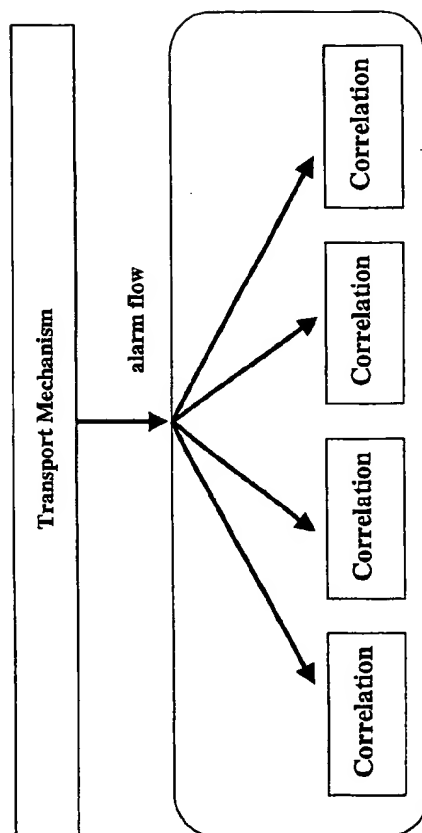 Transport Mechanism
alarm flow
Correlation
Correlation
Correlation
Correlation